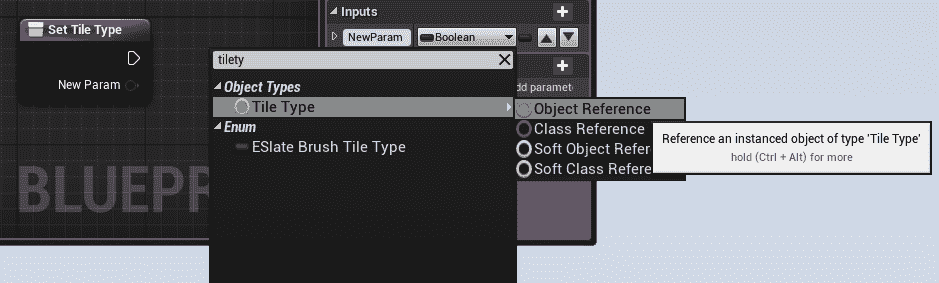 Set Tile Type
New Param
Inputs
NewParam
Boolean
tilety
Object Types
Tile Type
Enum
ESlate Brush Tile Type
Object Reference
Class Reference
Soft Object Refer
Soft Class Refere
Reference an instanced object of type 'Tile Type'
hold (Ctrl + Alt) for more
dd paramet
BLUEPR